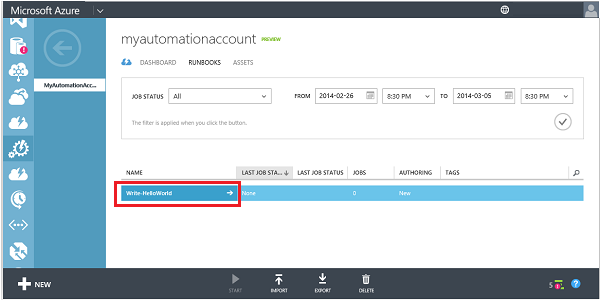 Microsoft Azure
myautomationaccount PREVIEW
MyAutomationAcc...
DASHBOARD RUNBOOKS ASSETS
JOB STATUS All FROM 2014-02-26 8:30 PM TO 2014-03-05 8:30 PM
The filter is applied when you click the button.
NAME LAST JOB STA... LAST JOB STATUS JOBS AUTHORING TAGS
Write-HelloWorld None 0 New
NEW START IMPORT EXPORT DELETE 5